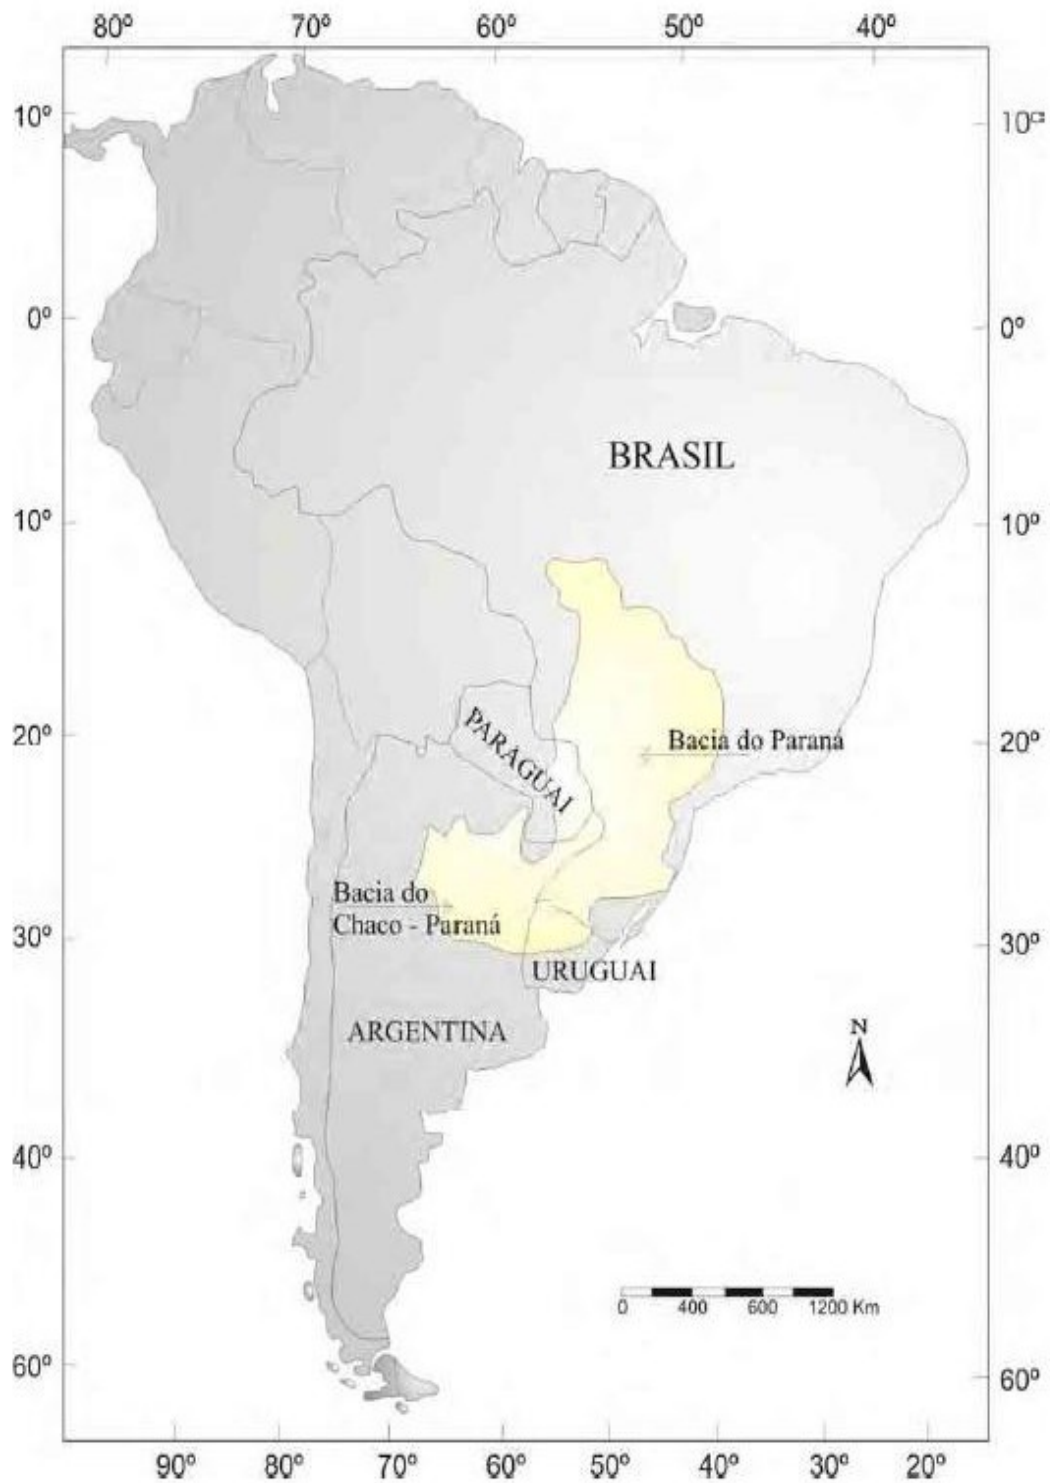 80º 70º 60º 50º 40º
10º 10º
0º 0º
BRASIL
10º 10º
20º 20º
PARAGUAI
Bacia do Paraná
Bacia do
Chaco - Paraná
30º 30º
URUGUAI
ARGENTINA
N
40º 40º
0 400 600 1200 Km
60º 60º
90º 80º 70º 60º 50º 40º 30º 20º